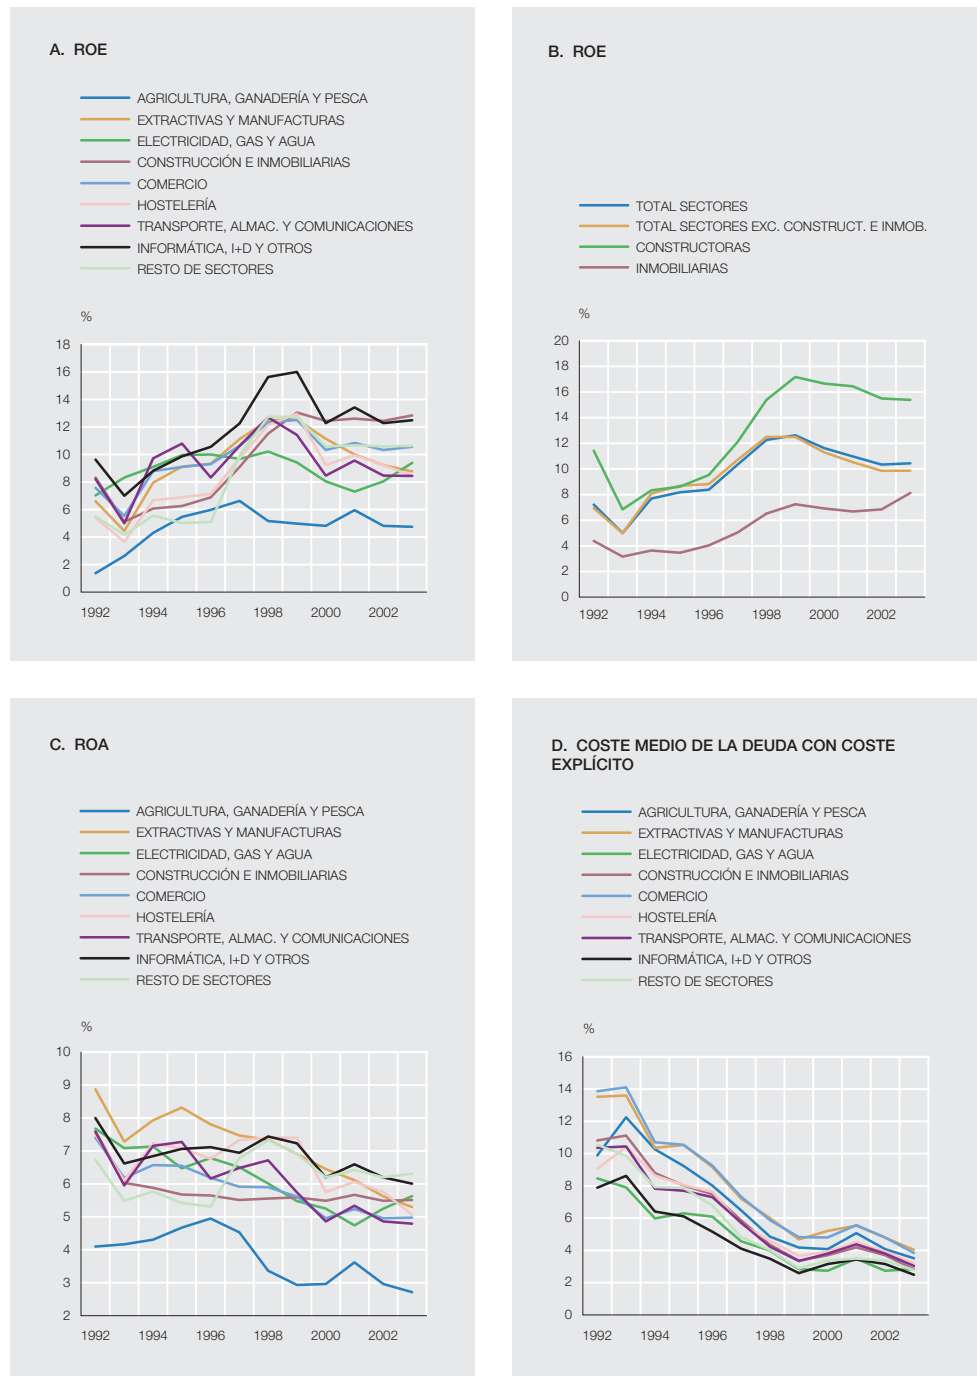 A. ROE
AGRICULTURA, GANADERÍA Y PESCA
EXTRACTIVAS Y MANUFACTURAS
ELECTRICIDAD, GAS Y AGUA
CONSTRUCCIÓN E INMOBILIARIAS
COMERCIO
HOSTELERÍA
TRANSPORTE, ALMAC. Y COMUNICACIONES
INFORMÁTICA, I+D Y OTROS
RESTO DE SECTORES
%
18
16
14
12
10
8
6
4
2
0
1992 1994 1996 1998 2000 2002
B. ROE
TOTAL SECTORES
TOTAL SECTORES EXC. CONSTRUCT. E INMOB.
CONSTRUCTORAS
INMOBILIARIAS
%
20
18
16
14
12
10
8
6
4
2
0
1992 1994 1996 1998 2000 2002
C. ROA
AGRICULTURA, GANADERÍA Y PESCA
EXTRACTIVAS Y MANUFACTURAS
ELECTRICIDAD, GAS Y AGUA
CONSTRUCCIÓN E INMOBILIARIAS
COMERCIO
HOSTELERÍA
TRANSPORTE, ALMAC. Y COMUNICACIONES
INFORMÁTICA, I+D Y OTROS
RESTO DE SECTORES
%
10
9
8
7
6
5
4
3
2
1992 1994 1996 1998 2000 2002
D. COSTE MEDIO DE LA DEUDA CON COSTE
EXPLÍCITO
AGRICULTURA, GANADERÍA Y PESCA
EXTRACTIVAS Y MANUFACTURAS
ELECTRICIDAD, GAS Y AGUA
CONSTRUCCIÓN E INMOBILIARIAS
COMERCIO
HOSTELERÍA
TRANSPORTE, ALMAC. Y COMUNICACIONES
INFORMÁTICA, I+D Y OTROS
RESTO DE SECTORES
%
16
14
12
10
8
6
4
2
0
1992 1994 1996 1998 2000 2002